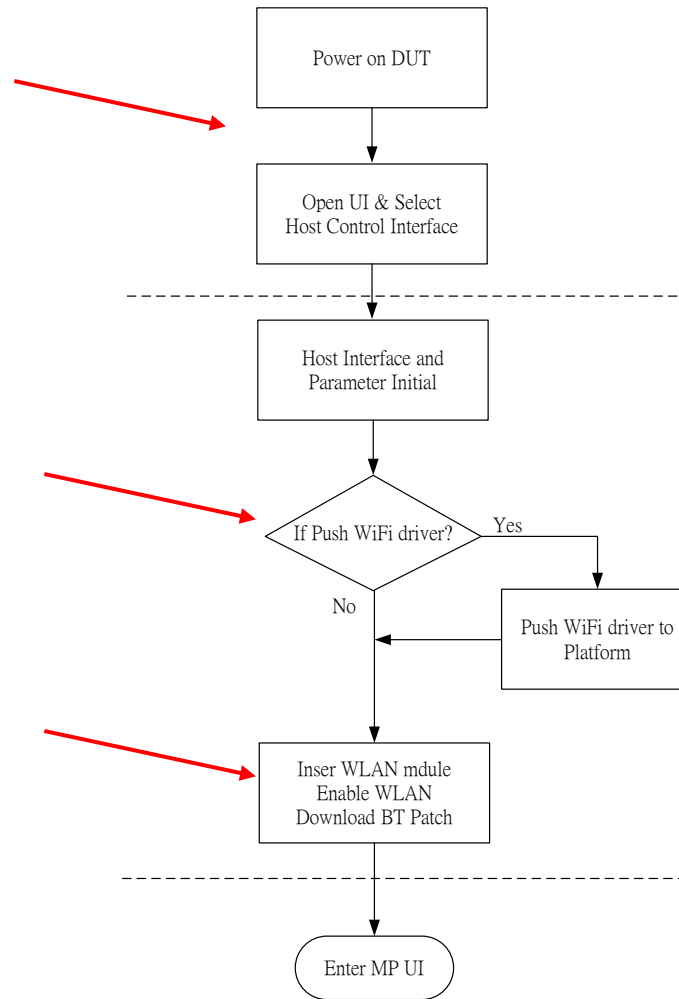 Power on DUT
Open UI & Select
Host Control Interface
Host Interface and
Parameter Initial
If Push WiFi driver?
Yes
No
Push WiFi driver to
Platform
Inser WLAN mdule
Enable WLAN
Download BT Patch
Enter MP UI